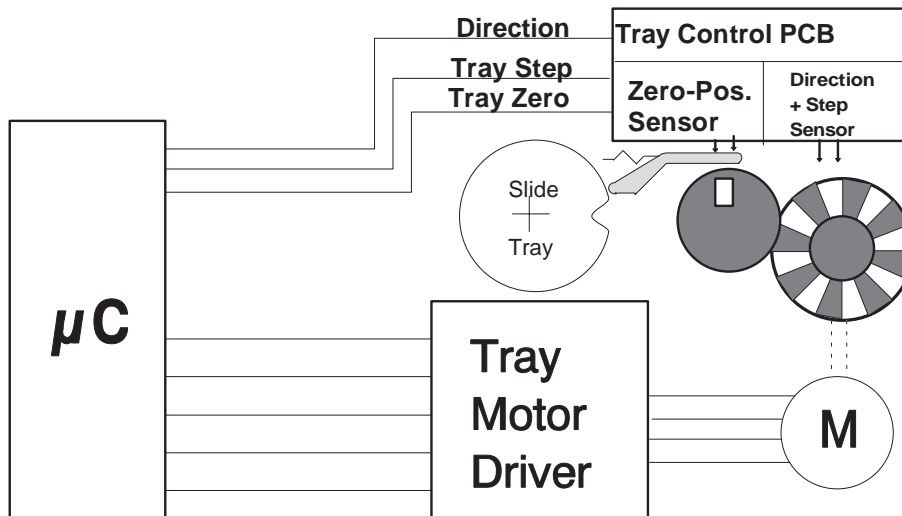 Direction
Tray Step
Tray Zero
Tray Control PCB
Zero-Pos.
Sensor
Direction
+ Step
Sensor
Slide
Tray
µC
Tray
Motor
Driver
M